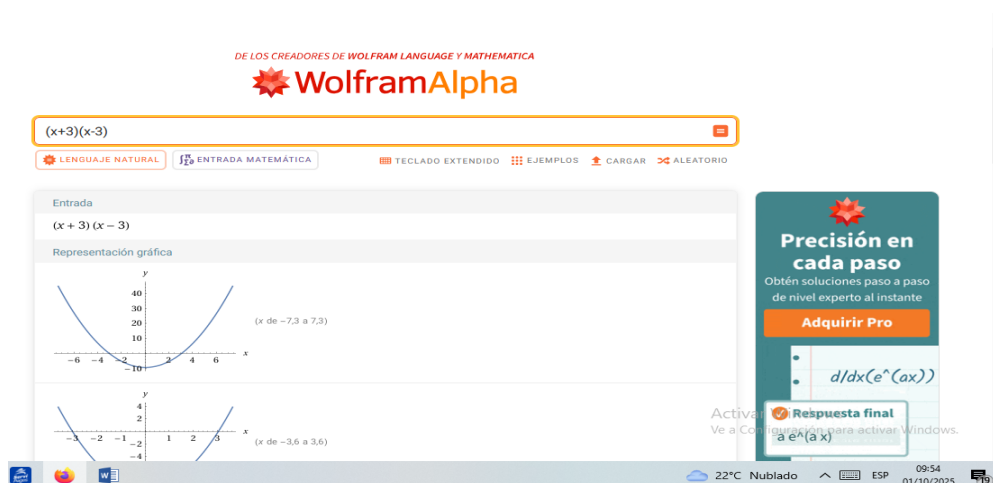 DE LOS CREADORES DE WOLFRAM LANGUAGE Y MATHEMATICA
WolframAlpha
(x+3)(x-3)
LENGUAJE NATURAL ENTRADA MATEMÁTICA TECLADO EXTENDIDO EJEMPLOS CARGAR ALEATORIO
Entrada
(x + 3) (x − 3)
Representación gráfica
y
40
30
20
10
−10
−6 −4 −2 2 4 6 x
(x de −7,3 a 7,3)
y
4
2
−2
−4
−3 −2 −1 1 2 3 x
(x de −3,6 a 3,6)
Precisión en
cada paso
Obtén soluciones paso a paso
de nivel experto al instante
Adquirir Pro
d/dx(e^(ax))
Respuesta final
a e^(a x)
Activar Windows
Ve a Configuración para activar Windows.
22°C Nublado ESP 09:54
01/10/2025
19